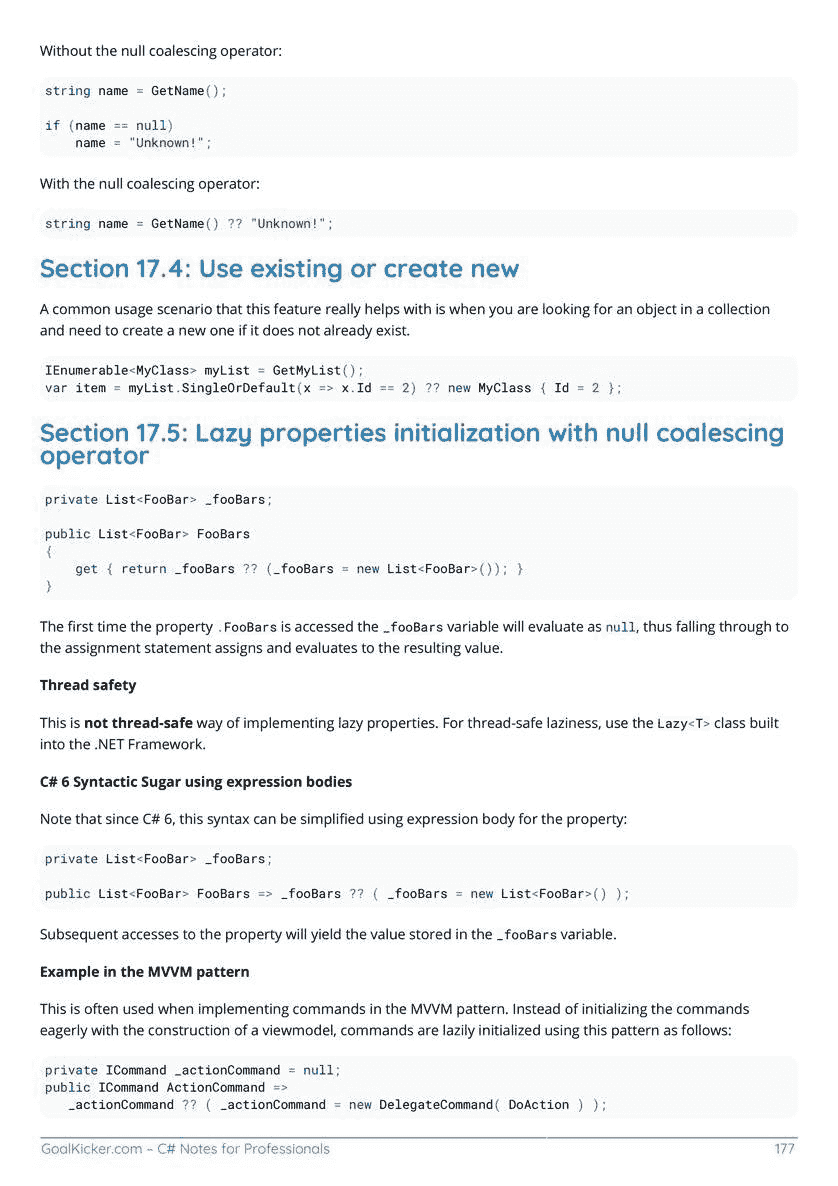 Without the null coalescing operator:
string name = GetName();
if (name == null)
    name = "Unknown!";
With the null coalescing operator:
string name = GetName() ?? "Unknown!";
Section 17.4: Use existing or create new
A common usage scenario that this feature really helps with is when you are looking for an object in a collection
and need to create a new one if it does not already exist.
IEnumerable<MyClass> myList = GetMyList();
var item = myList.SingleOrDefault(x => x.Id == 2) ?? new MyClass { Id = 2 };
Section 17.5: Lazy properties initialization with null coalescing
operator
private List<FooBar> _fooBars;
public List<FooBar> FooBars
{
    get { return _fooBars ?? (_fooBars = new List<FooBar>()); }
}
The first time the property .FooBars is accessed the _fooBars variable will evaluate as null, thus falling through to
the assignment statement assigns and evaluates to the resulting value.
Thread safety
This is not thread-safe way of implementing lazy properties. For thread-safe laziness, use the Lazy<T> class built
into the .NET Framework.
C# 6 Syntactic Sugar using expression bodies
Note that since C# 6, this syntax can be simplified using expression body for the property:
private List<FooBar> _fooBars;
public List<FooBar> FooBars => _fooBars ?? ( _fooBars = new List<FooBar>() );
Subsequent accesses to the property will yield the value stored in the _fooBars variable.
Example in the MVVM pattern
This is often used when implementing commands in the MVVM pattern. Instead of initializing the commands
eagerly with the construction of a viewmodel, commands are lazily initialized using this pattern as follows:
private ICommand _actionCommand = null;
public ICommand ActionCommand =>
   _actionCommand ?? ( _actionCommand = new DelegateCommand( DoAction ) );
GoalKicker.com – C# Notes for Professionals 177